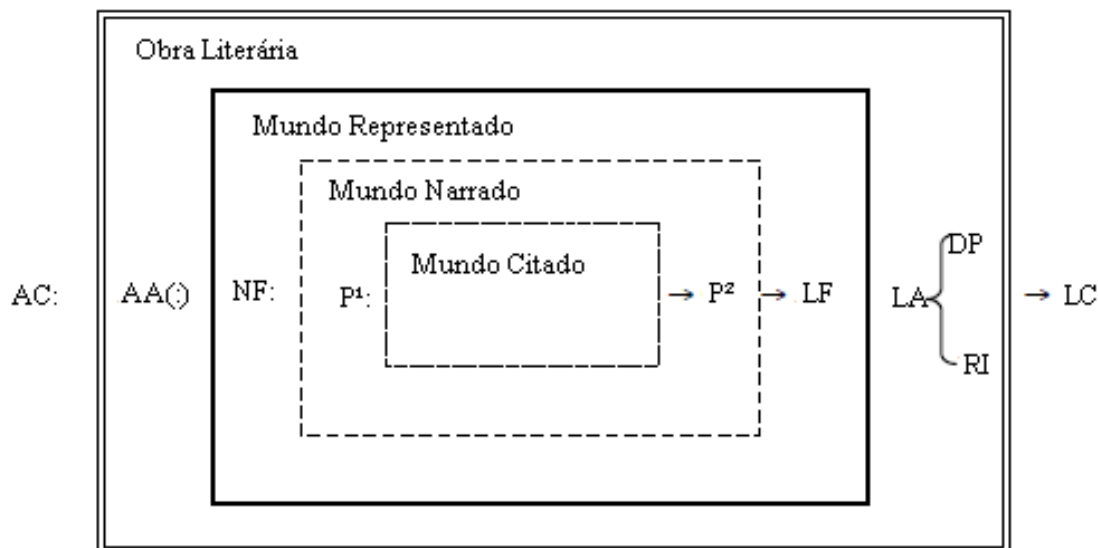 Obra Literária
Mundo Representado
Mundo Narrado
Mundo Citado
DP
AC: AA(:) NF: P¹: → P² → LF LA{ → LC
RI